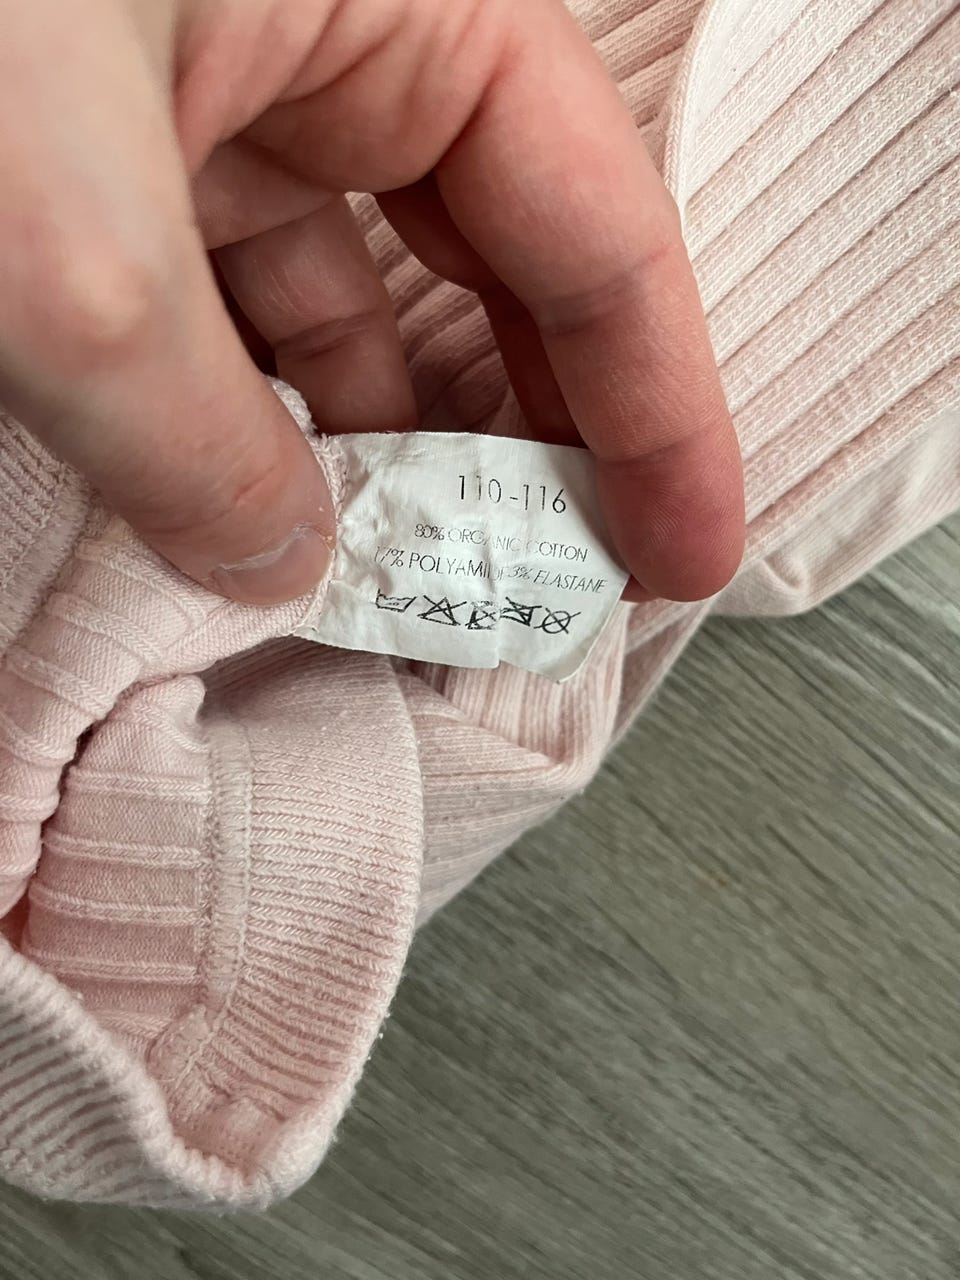 110-116
80% ORGANIC COTTON
17% POLYAMIDE 3% ELASTANE